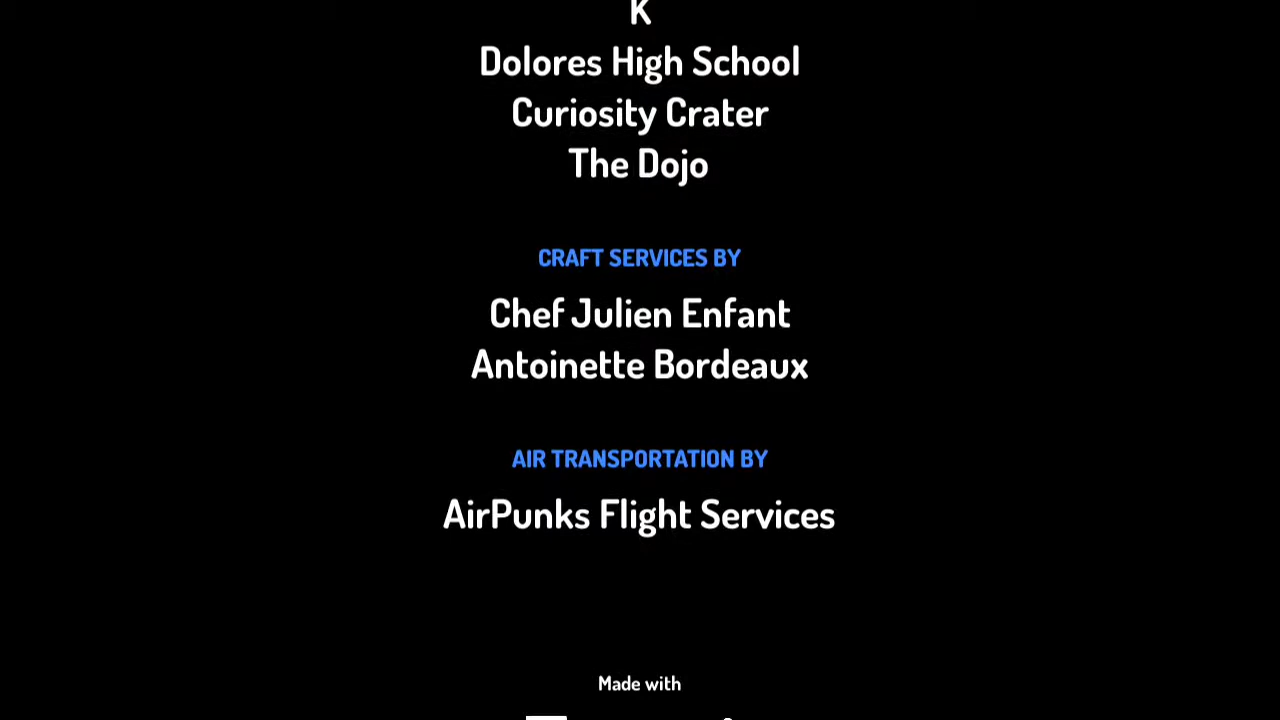 K
Dolores High School
Curiosity Crater
The Dojo
CRAFT SERVICES BY
Chef Julien Enfant
Antoinette Bordeaux
AIR TRANSPORTATION BY
AirPunks Flight Services
Made with